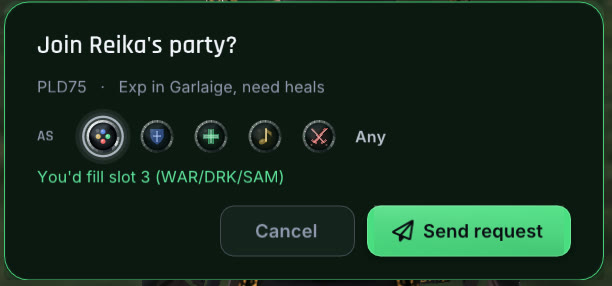 Join Reika's party?
PLD75 · Exp in Garlaige, need heals
AS Any
You'd fill slot 3 (WAR/DRK/SAM)
Cancel Send request